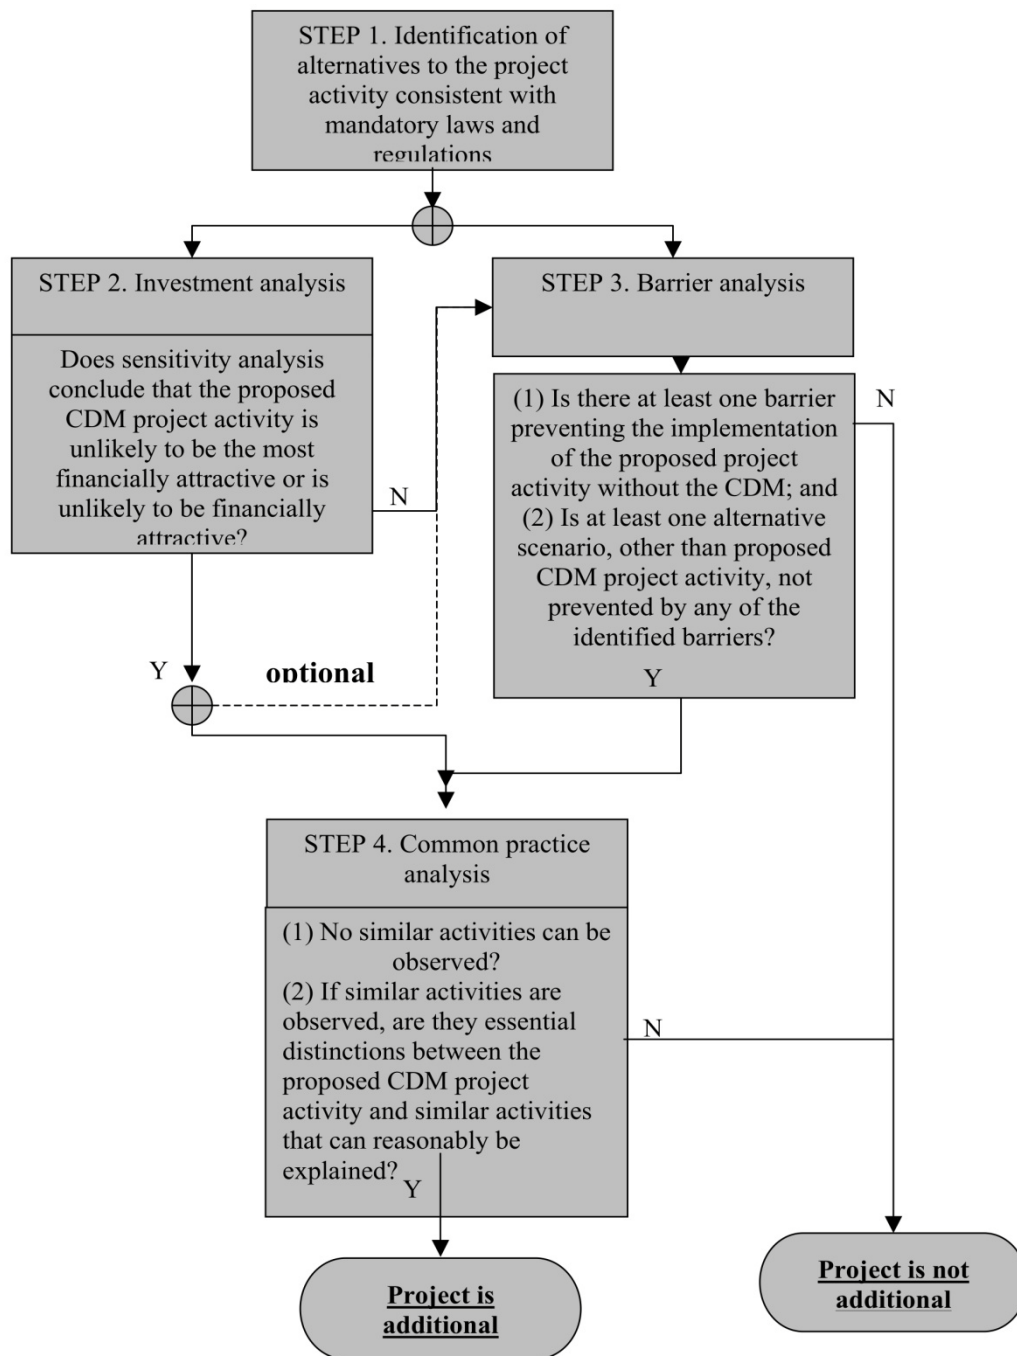 STEP 1. Identification of
alternatives to the project
activity consistent with
mandatory laws and
regulations
STEP 2. Investment analysis
Does sensitivity analysis
conclude that the proposed
CDM project activity is
unlikely to be the most
financially attractive or is
unlikely to be financially
attractive?
N
Y
optional
STEP 3. Barrier analysis
(1) Is there at least one barrier
preventing the implementation
of the proposed project
activity without the CDM; and
(2) Is at least one alternative
scenario, other than proposed
CDM project activity, not
prevented by any of the
identified barriers?
Y
N
STEP 4. Common practice
analysis
(1) No similar activities can be
observed?
(2) If similar activities are
observed, are they essential
distinctions between the
proposed CDM project
activity and similar activities
that can reasonably be
explained?
Y
N
Project is
additional
Project is not
additional